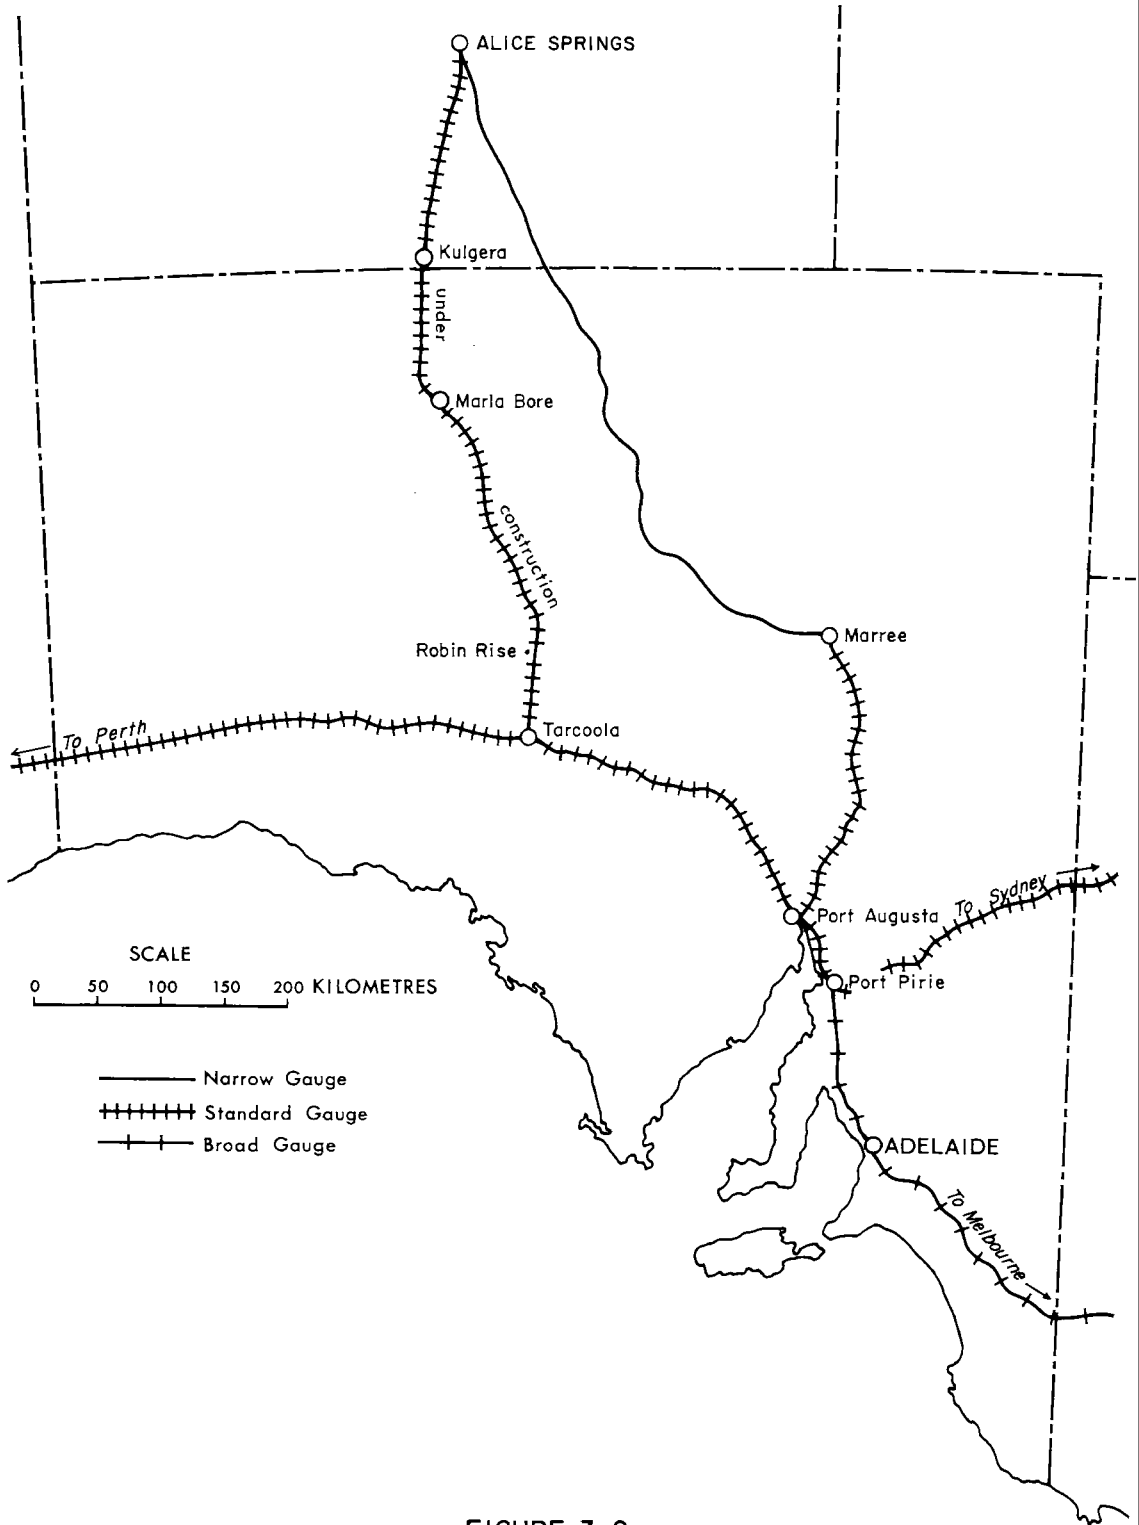 ALICE SPRINGS
Kulgera
under
Marla Bore
construction
Robin Rise
Marree
To Perth
Tarcoola
Port Augusta
To Sydney
SCALE
0 50 100 150 200 KILOMETRES
Port Pirie
Narrow Gauge
Standard Gauge
Broad Gauge
ADELAIDE
To Melbourne